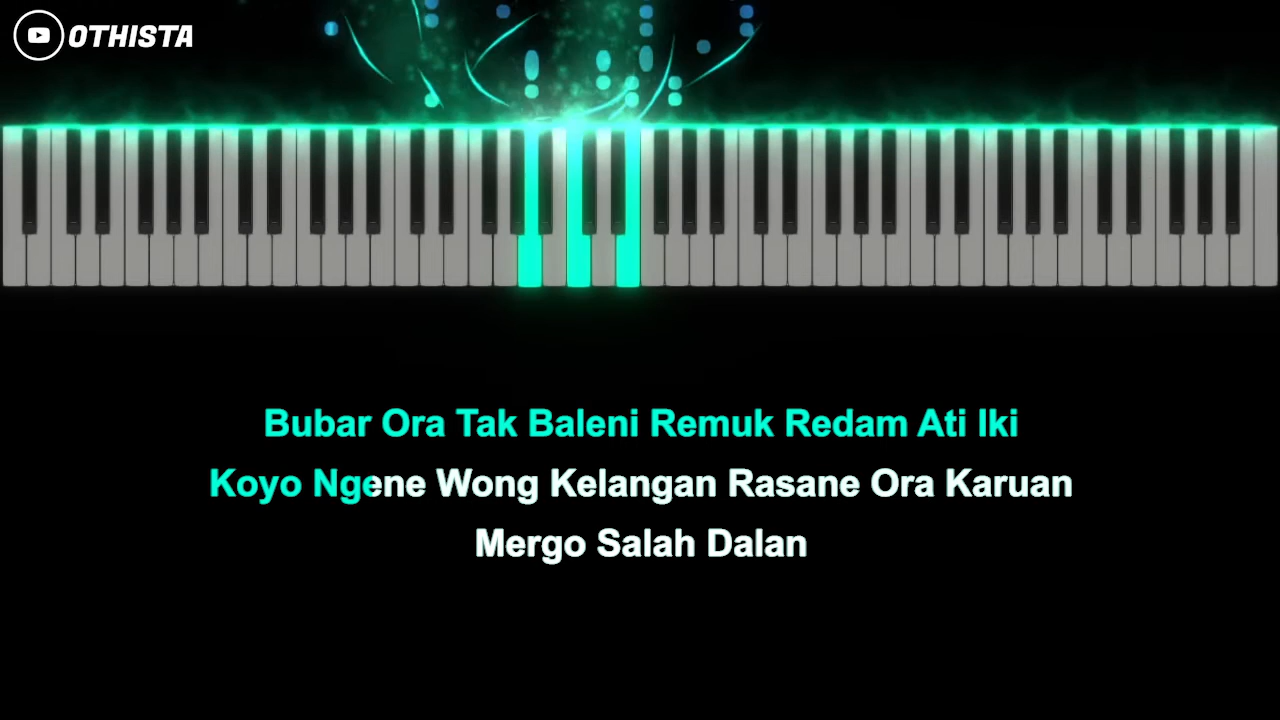 OTHISTA
Bubar Ora Tak Baleni Remuk Redam Ati Iki
Koyo Ngene Wong Kelangan Rasane Ora Karuan
Mergo Salah Dalan